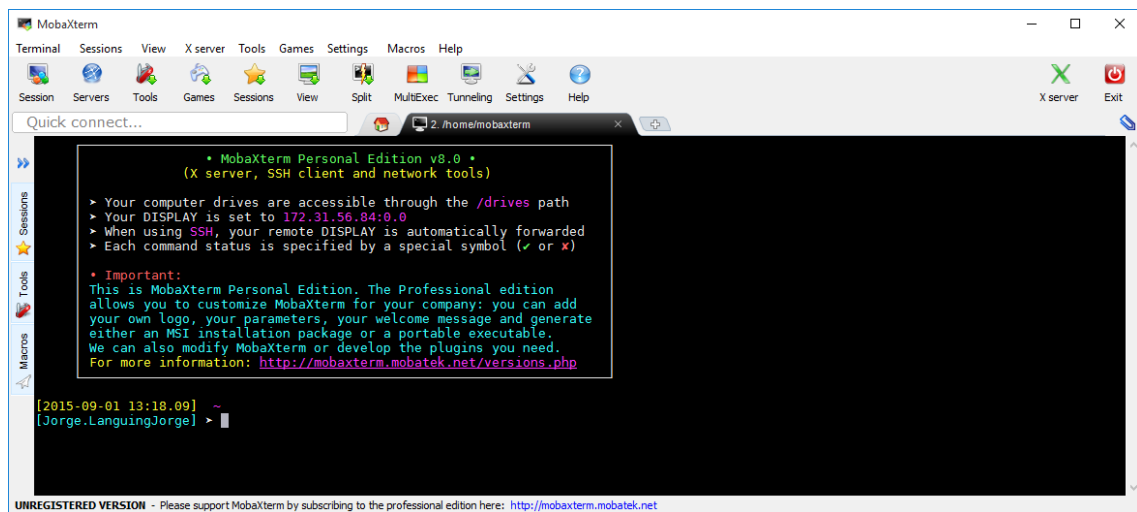 MobaXterm
Terminal Sessions View X server Tools Games Settings Macros Help
Session Servers Tools Games Sessions View Split MultiExec Tunneling Settings Help X server Exit
Quick connect...
2. /home/mobaxterm
Sessions
Tools
Macros
• MobaXterm Personal Edition v8.0 •
(X server, SSH client and network tools)
➤ Your computer drives are accessible through the /drives path
➤ Your DISPLAY is set to 172.31.56.84:0.0
➤ When using SSH, your remote DISPLAY is automatically forwarded
➤ Each command status is specified by a special symbol (✔ or ✘)
• Important:
This is MobaXterm Personal Edition. The Professional edition
allows you to customize MobaXterm for your company: you can add
your own logo, your parameters, your welcome message and generate
either an MSI installation package or a portable executable.
We can also modify MobaXterm or develop the plugins you need.
For more information: http://mobaxterm.mobatek.net/versions.php
[2015-09-01 13:18.09] ~
[Jorge.LanguingJorge] ➤
UNREGISTERED VERSION - Please support MobaXterm by subscribing to the professional edition here: http://mobaxterm.mobatek.net